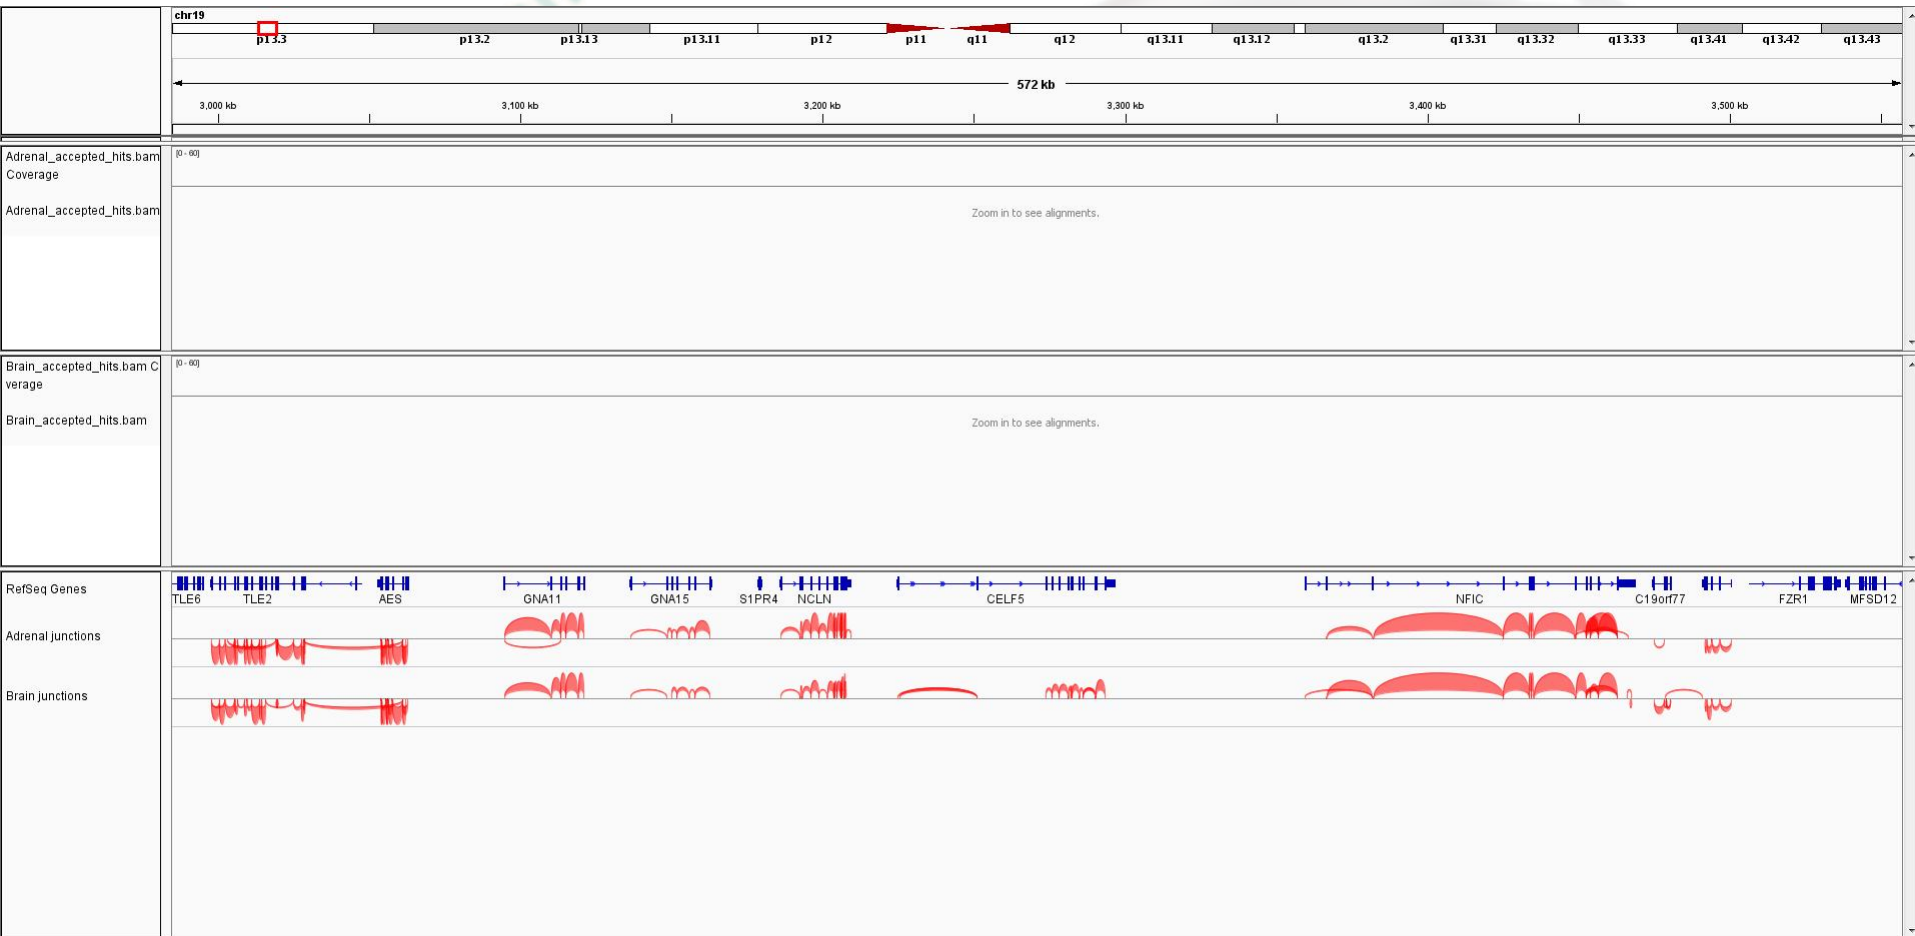 chr19
p13.3 p13.2 p13.13 p13.11 p12 p11 q11 q12 q13.11 q13.12 q13.2 q13.31 q13.32 q13.33 q13.41 q13.42 q13.43
572 kb
3,000 kb 3,100 kb 3,200 kb 3,300 kb 3,400 kb 3,500 kb
Adrenal_accepted_hits.bam
Coverage
[0 - 60]
Adrenal_accepted_hits.bam
Zoom in to see alignments.
Brain_accepted_hits.bam C
verage
[0 - 60]
Brain_accepted_hits.bam
Zoom in to see alignments.
RefSeq Genes
TLE6 TLE2 AES GNA11 GNA15 S1PR4 NCLN CELF5 NFIC C19orf77 FZR1 MFSD12
Adrenal junctions
Brain junctions